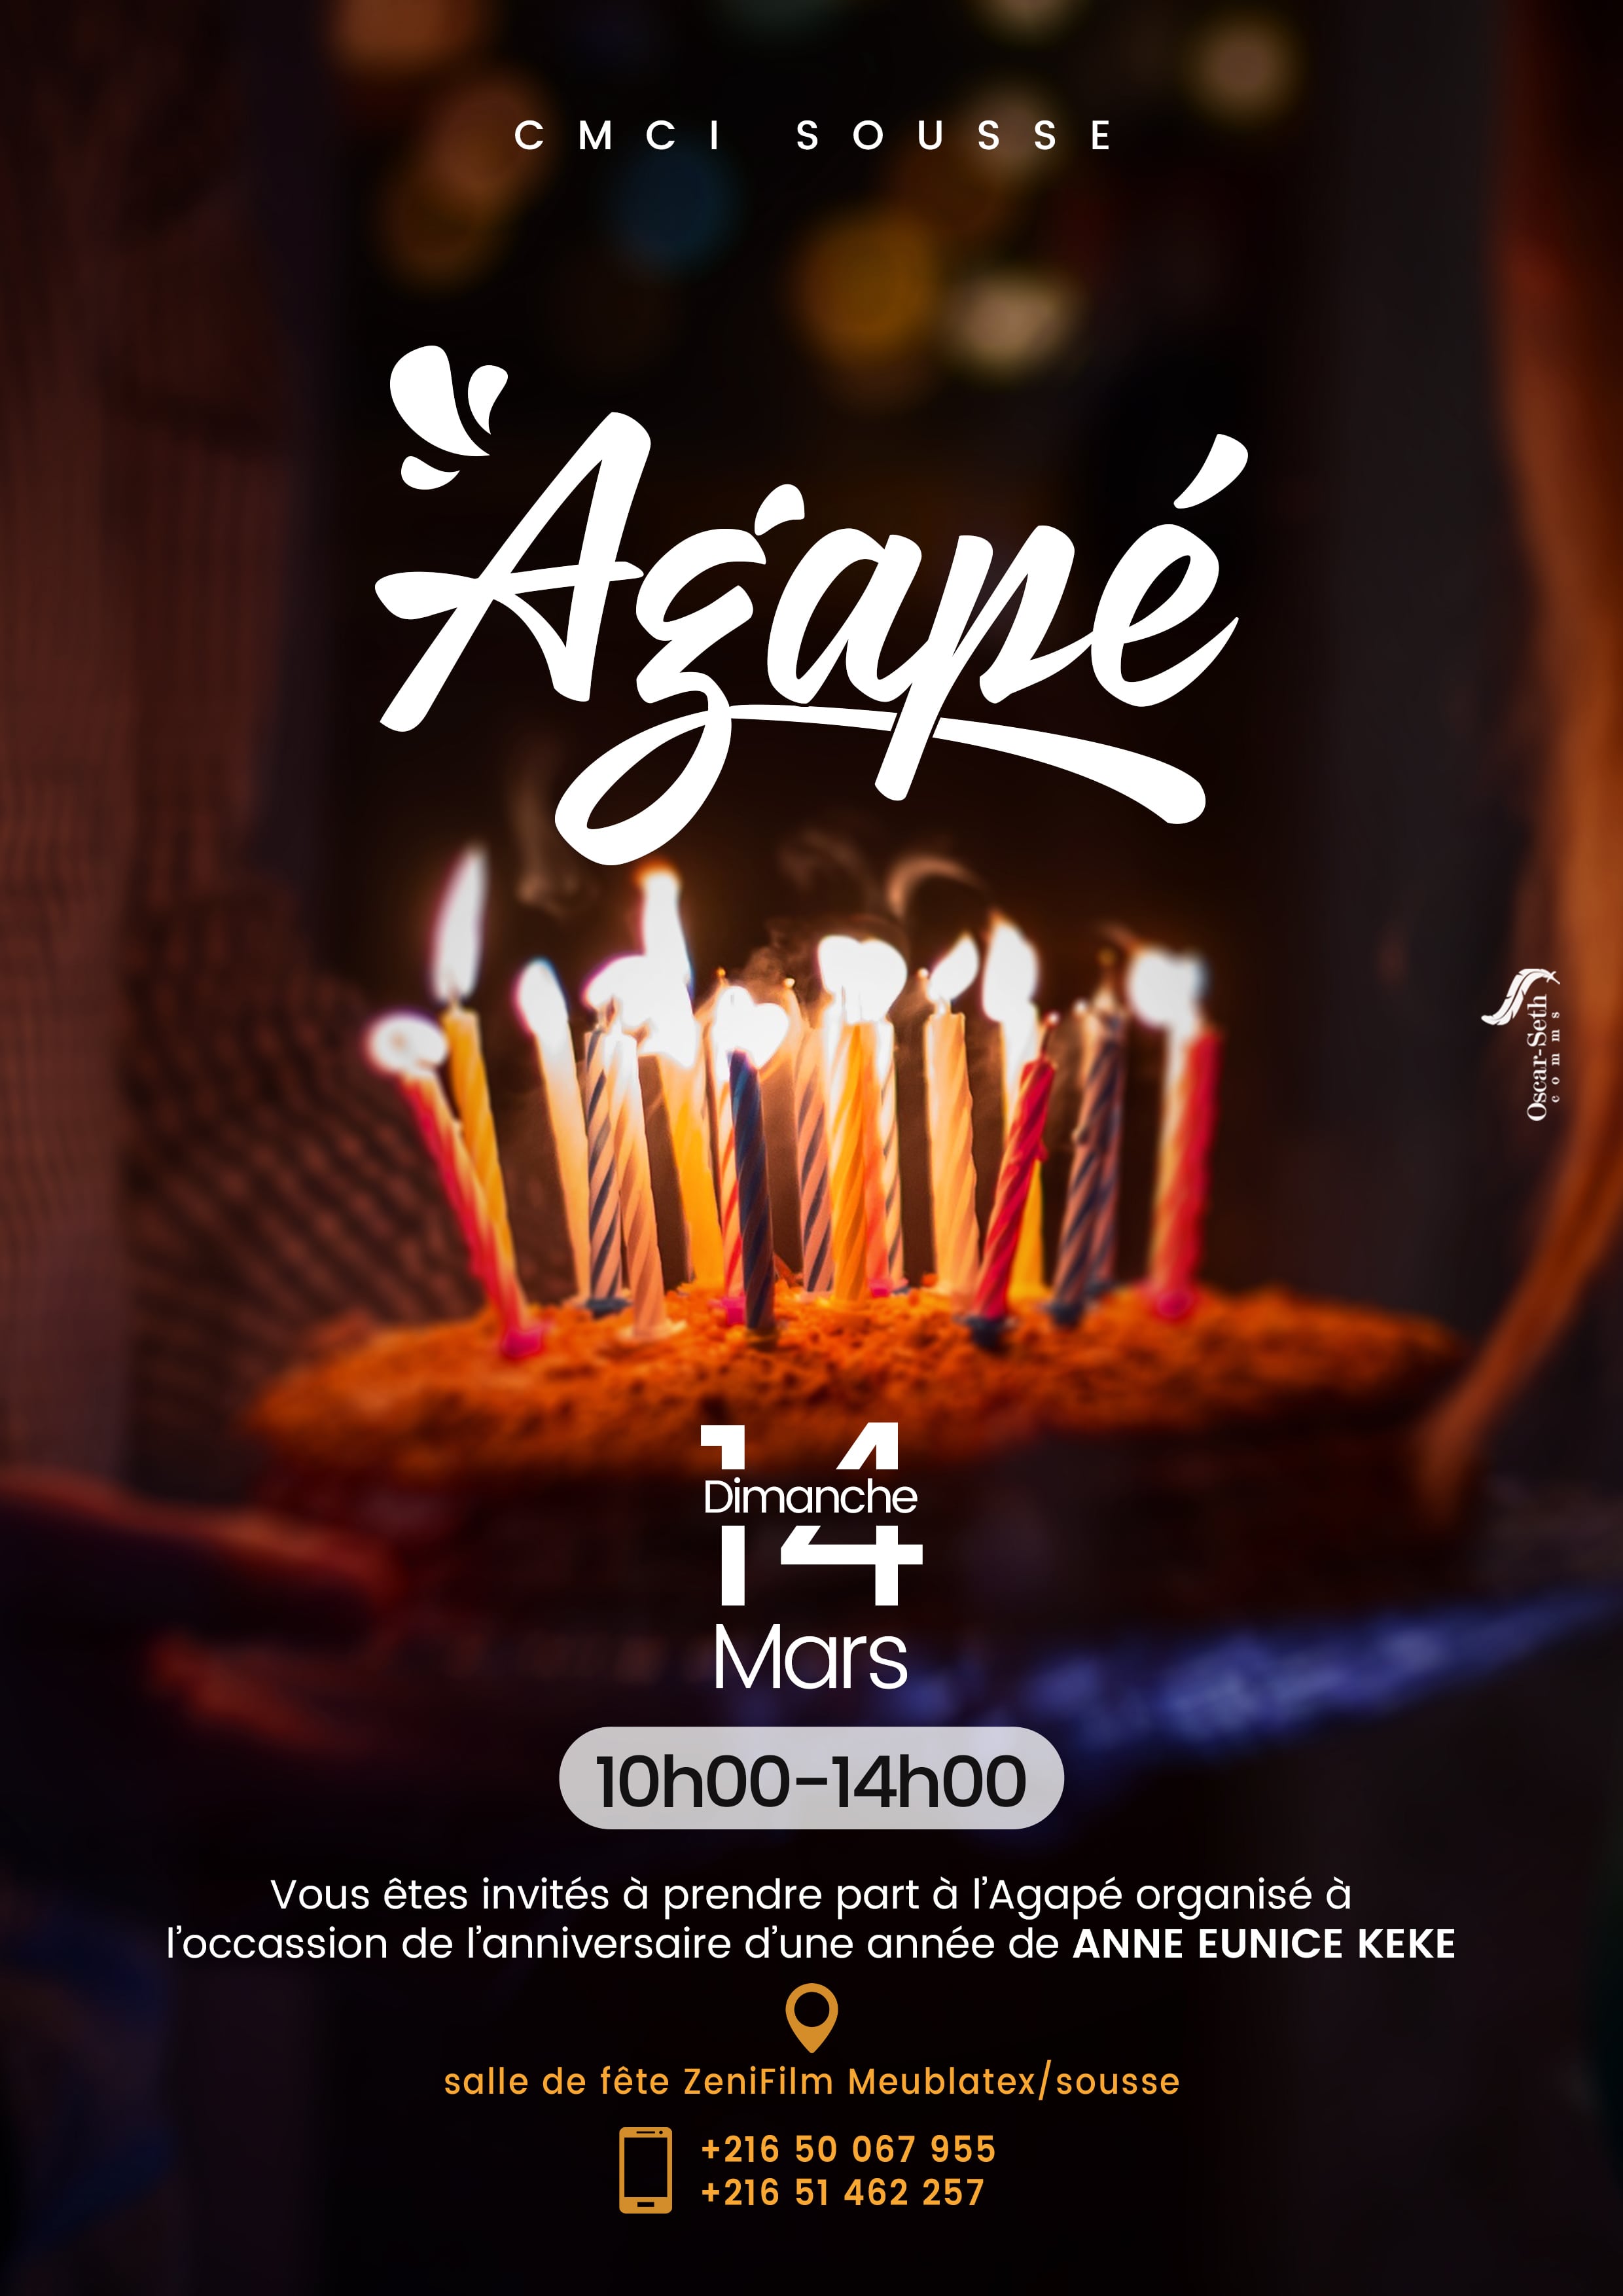 CMCI SOUSSE
Agapé
Oscar-Seth
comms
14
Dimanche
Mars
10h00-14h00
Vous êtes invités à prendre part à l'Agapé organisé à
l'occassion de l'anniversaire d'une année de ANNE EUNICE KEKE
salle de fête ZeniFilm Meublatex/sousse
+216 50 067 955
+216 51 462 257